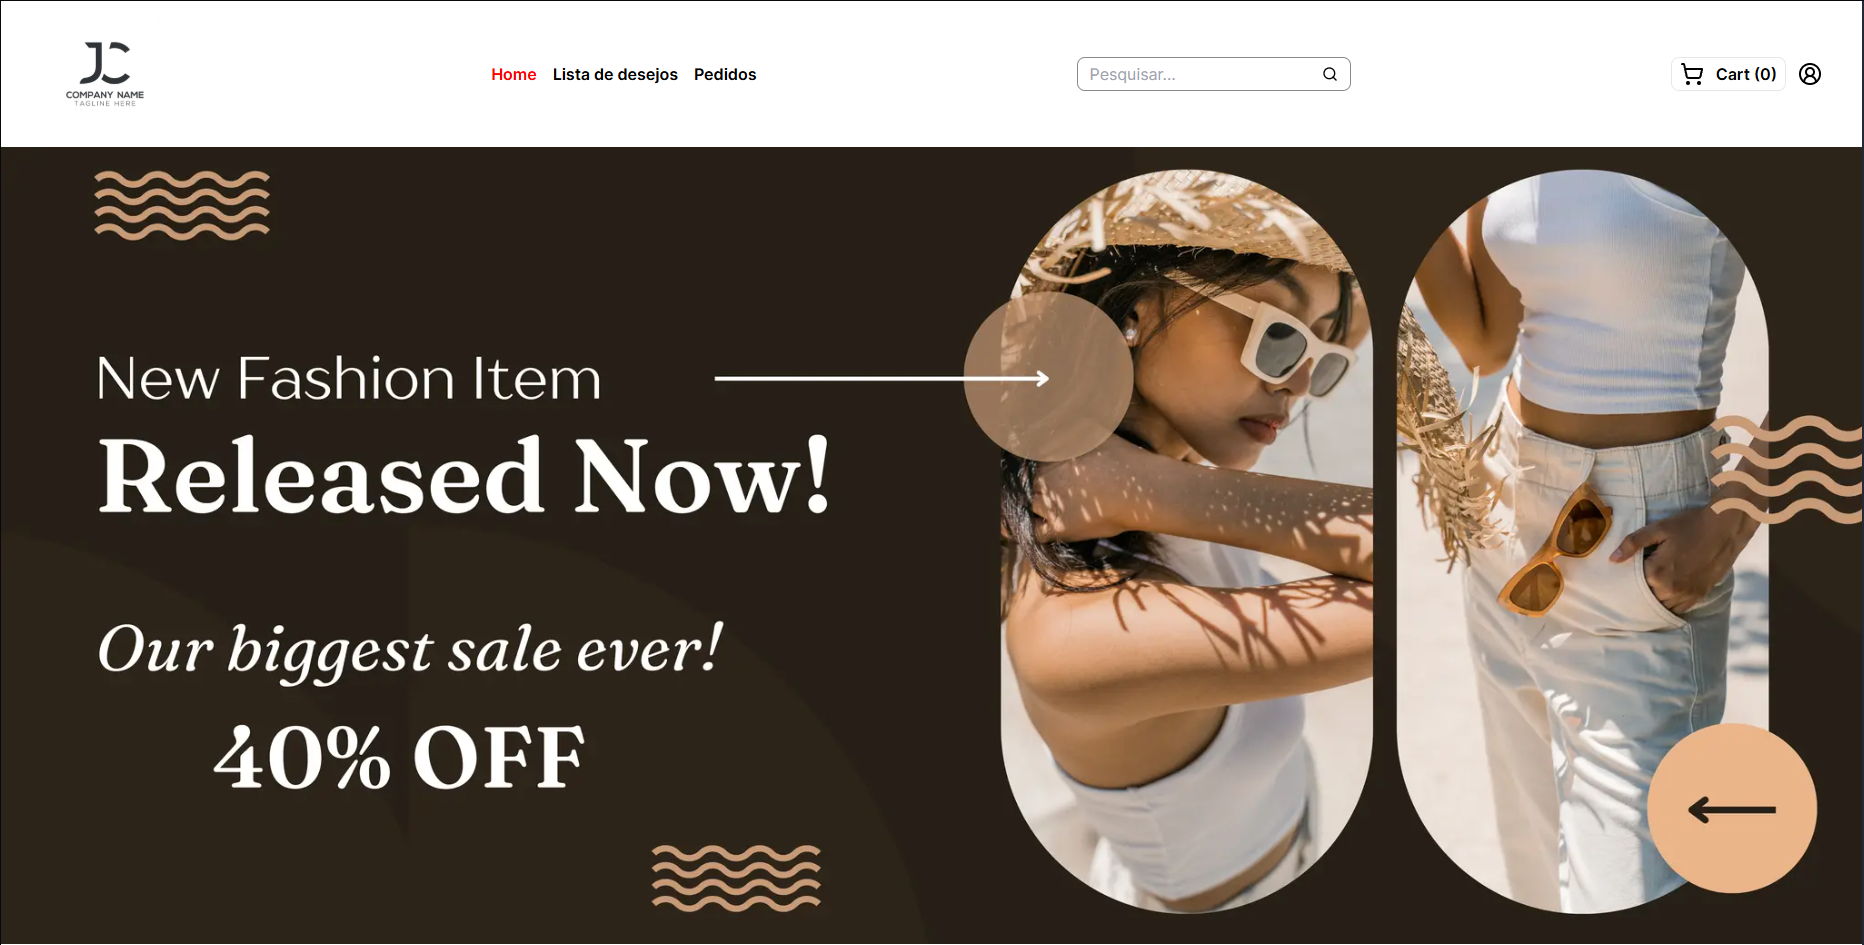 JC
COMPANY NAME
TAGLINE HERE
Home Lista de desejos Pedidos
Pesquisar...
Cart (0)
New Fashion Item
Released Now!
Our biggest sale ever!
40% OFF